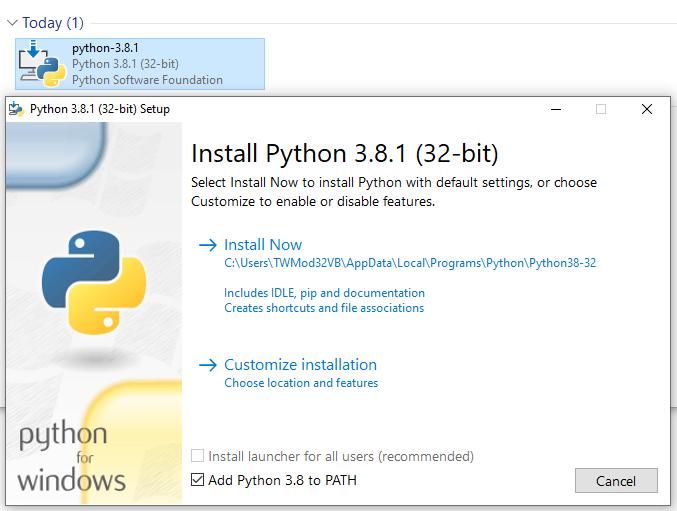 Today (1)
python-3.8.1
Python 3.8.1 (32-bit)
Python Software Foundation
Python 3.8.1 (32-bit) Setup
Install Python 3.8.1 (32-bit)
Select Install Now to install Python with default settings, or choose
Customize to enable or disable features.
Install Now
C:\Users\TWMod32VB\AppData\Local\Programs\Python\Python38-32
Includes IDLE, pip and documentation
Creates shortcuts and file associations
Customize installation
Choose location and features
python
for
windows
Install launcher for all users (recommended)
Add Python 3.8 to PATH
Cancel